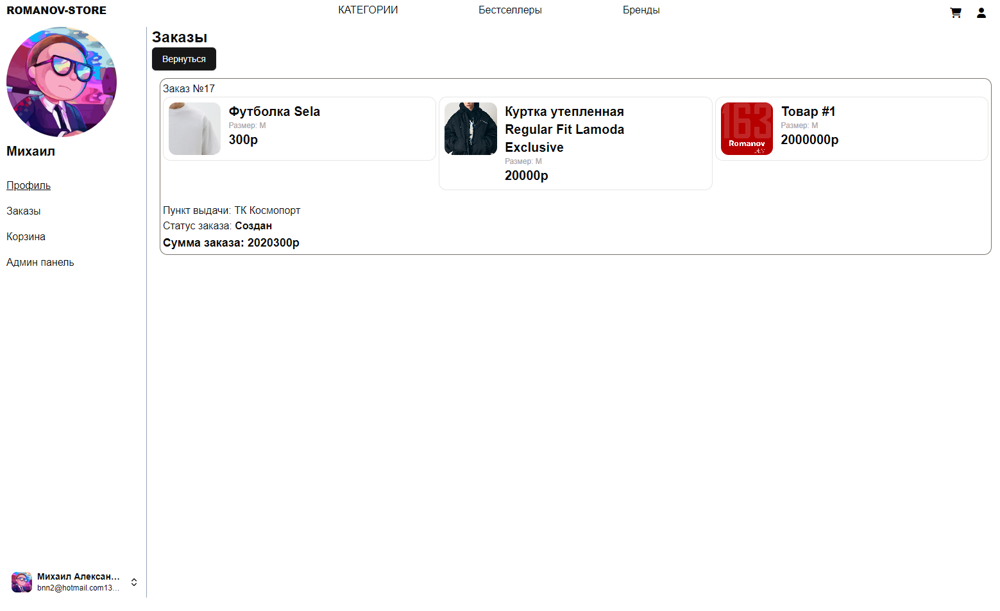 ROMANOV-STORE
КАТЕГОРИИ
Бестселлеры
Бренды
Михаил
Профиль
Заказы
Корзина
Админ панель
Михаил Алексан...
bnn2@hotmail.com13...
Заказы
Вернуться
Заказ №17
Футболка Sela
Размер: M
300р
Куртка утепленная
Regular Fit Lamoda
Exclusive
Размер: M
20000р
163
Romanov
DEV
Товар #1
Размер: M
2000000р
Пункт выдачи: ТК Космопорт
Статус заказа: Создан
Сумма заказа: 2020300р